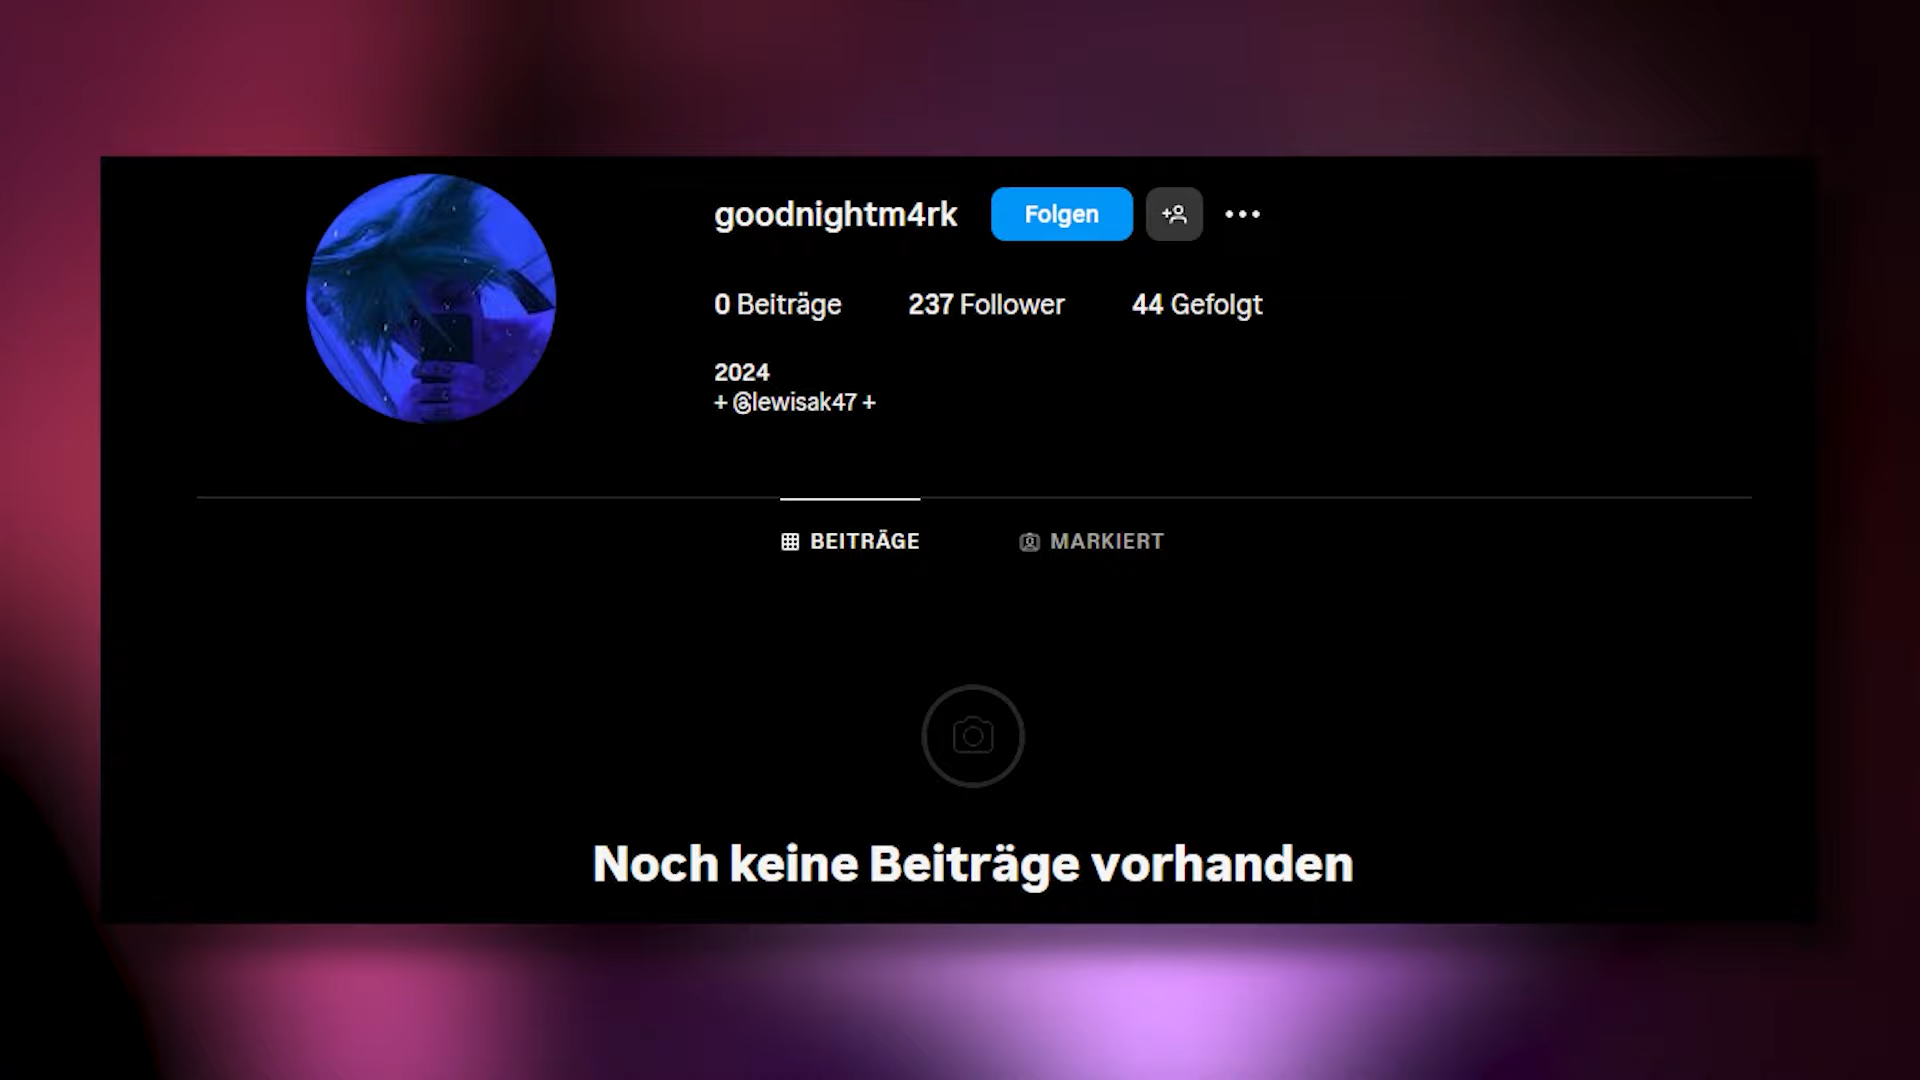 goodnightm4rk Folgen
0 Beiträge 237 Follower 44 Gefolgt
2024
+ @lewisak47 +
BEITRÄGE MARKIERT
Noch keine Beiträge vorhanden